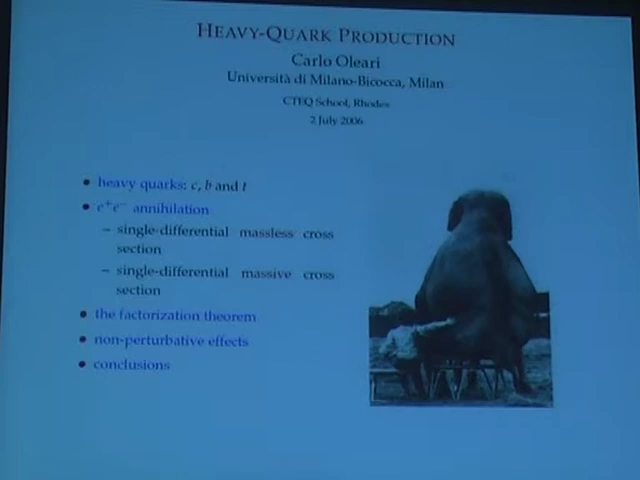 HEAVY-QUARK PRODUCTION
Carlo Oleari
Università di Milano-Bicocca, Milan
CTEQ School, Rhodes
2 July 2006
• heavy quarks: c, b and t
• e⁺e⁻ annihilation
– single-differential massless cross
section
– single-differential massive cross
section
• the factorization theorem
• non-perturbative effects
• conclusions